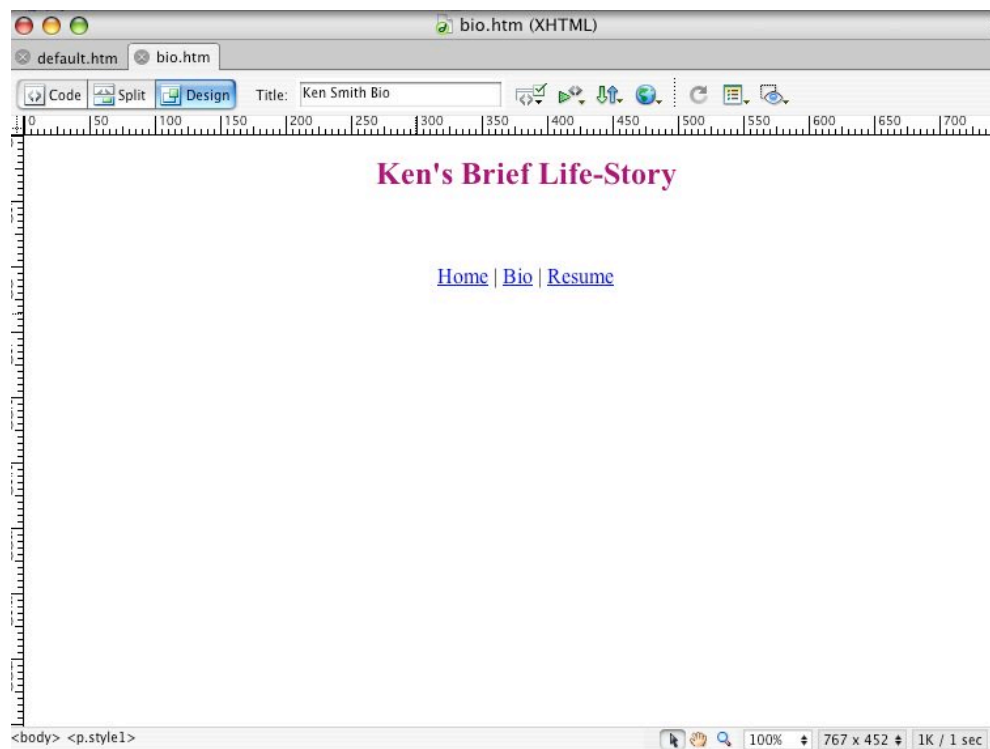 bio.htm (XHTML)
default.htm bio.htm
Code Split Design Title: Ken Smith Bio
0 50 100 150 200 250 300 350 400 450 500 550 600 650 700
Ken's Brief Life-Story
Home | Bio | Resume
<body> <p.style1> 100% 767 x 452 1K / 1 sec